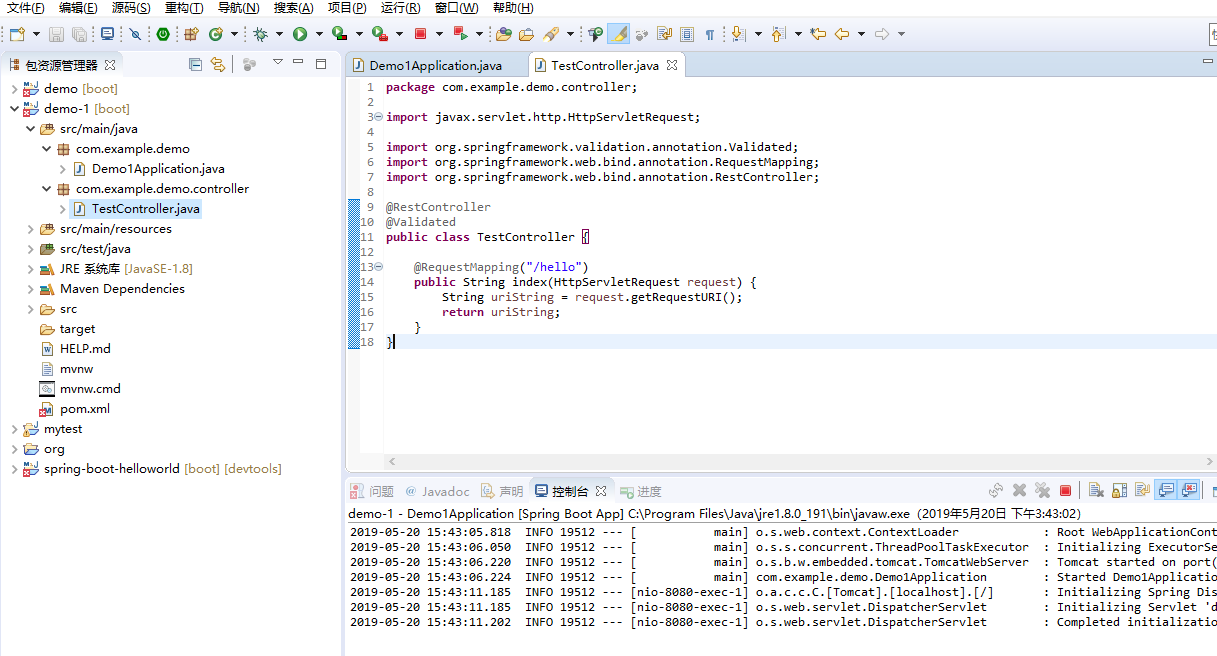 文件(F) 编辑(E) 源码(S) 重构(T) 导航(N) 搜索(A) 项目(P) 运行(R) 窗口(W) 帮助(H)
包资源管理器
demo [boot]
demo-1 [boot]
src/main/java
com.example.demo
Demo1Application.java
com.example.demo.controller
TestController.java
src/main/resources
src/test/java
JRE 系统库 [JavaSE-1.8]
Maven Dependencies
src
target
HELP.md
mvnw
mvnw.cmd
pom.xml
mytest
org
spring-boot-helloworld [boot] [devtools]
Demo1Application.java TestController.java
1 package com.example.demo.controller;
2
3 import javax.servlet.http.HttpServletRequest;
4
5 import org.springframework.validation.annotation.Validated;
6 import org.springframework.web.bind.annotation.RequestMapping;
7 import org.springframework.web.bind.annotation.RestController;
8
9 @RestController
10 @Validated
11 public class TestController {
12
13 @RequestMapping("/hello")
14 public String index(HttpServletRequest request) {
15 String uriString = request.getRequestURI();
16 return uriString;
17 }
18 }
问题 @ Javadoc 声明 控制台 进度
demo-1 - Demo1Application [Spring Boot App] C:\Program Files\Java\jre1.8.0_191\bin\javaw.exe (2019年5月20日 下午3:43:02)
2019-05-20 15:43:05.818 INFO 19512 --- [ main] o.s.web.context.ContextLoader : Root WebApplicationCont
2019-05-20 15:43:06.050 INFO 19512 --- [ main] o.s.s.concurrent.ThreadPoolTaskExecutor : Initializing ExecutorSe
2019-05-20 15:43:06.220 INFO 19512 --- [ main] o.s.b.w.embedded.tomcat.TomcatWebServer : Tomcat started on port(
2019-05-20 15:43:06.224 INFO 19512 --- [ main] com.example.demo.Demo1Application : Started Demo1Applicatio
2019-05-20 15:43:11.185 INFO 19512 --- [nio-8080-exec-1] o.a.c.c.C.[Tomcat].[localhost].[/] : Initializing Spring Dis
2019-05-20 15:43:11.185 INFO 19512 --- [nio-8080-exec-1] o.s.web.servlet.DispatcherServlet : Initializing Servlet 'd
2019-05-20 15:43:11.202 INFO 19512 --- [nio-8080-exec-1] o.s.web.servlet.DispatcherServlet : Completed initializatio